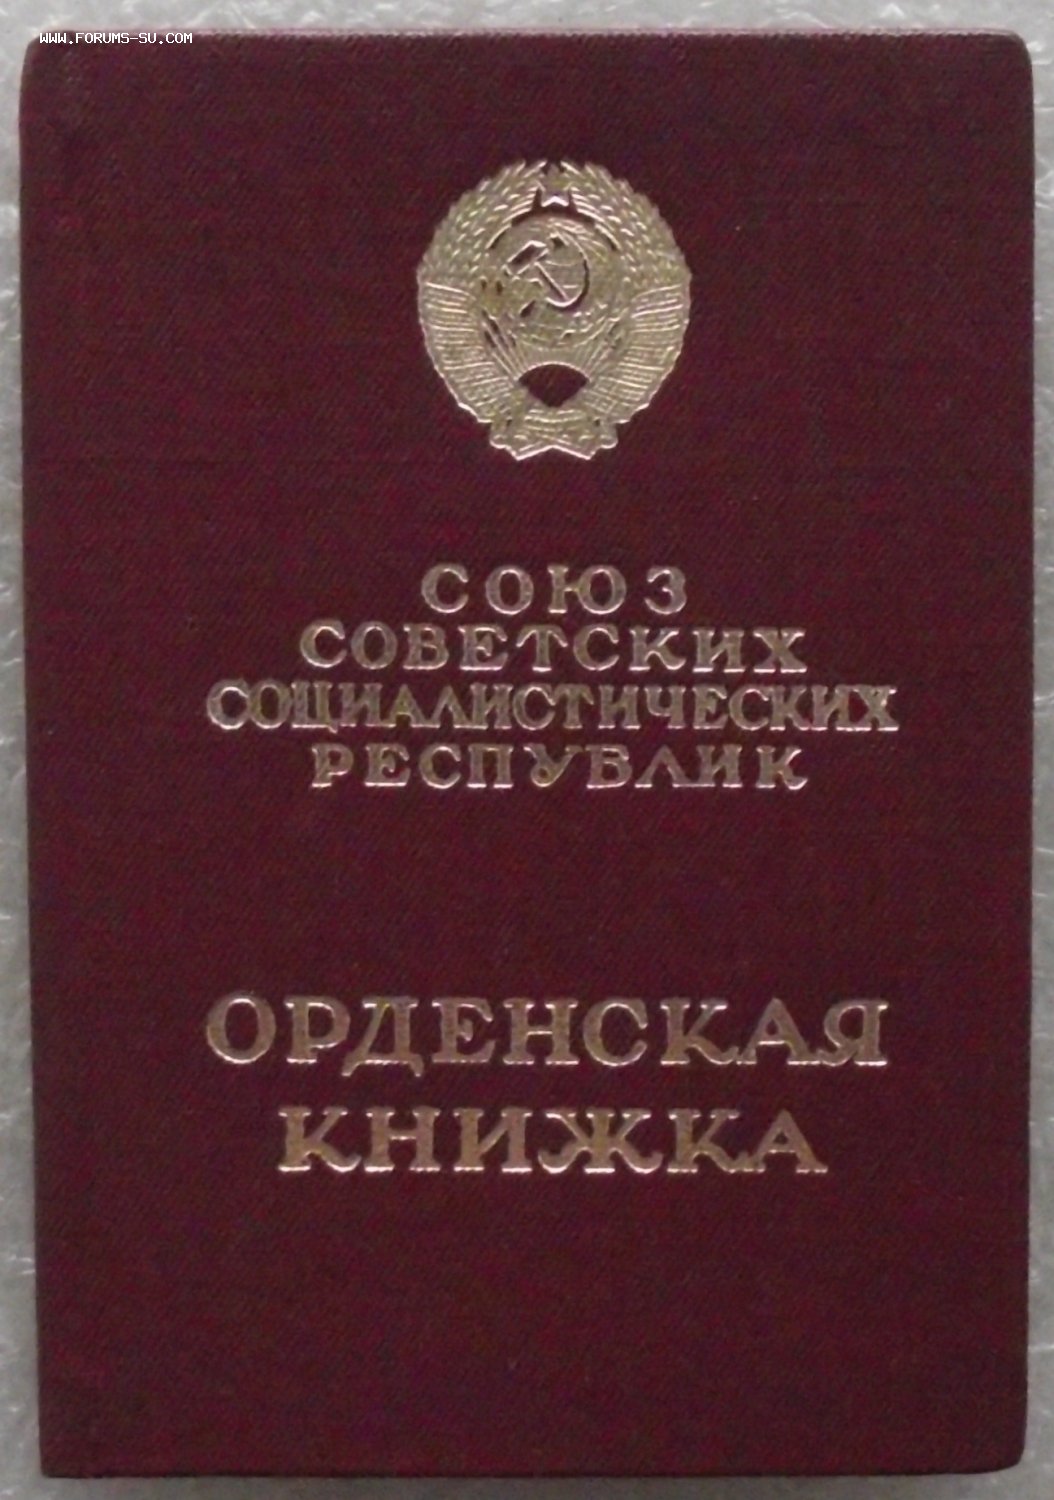 WWW.FORUMS-SU.COM
СОЮЗ
СОВЕТСКИХ
СОЦИАЛИСТИЧЕСКИХ
РЕСПУБЛИК
ОРДЕНСКАЯ
КНИЖКА